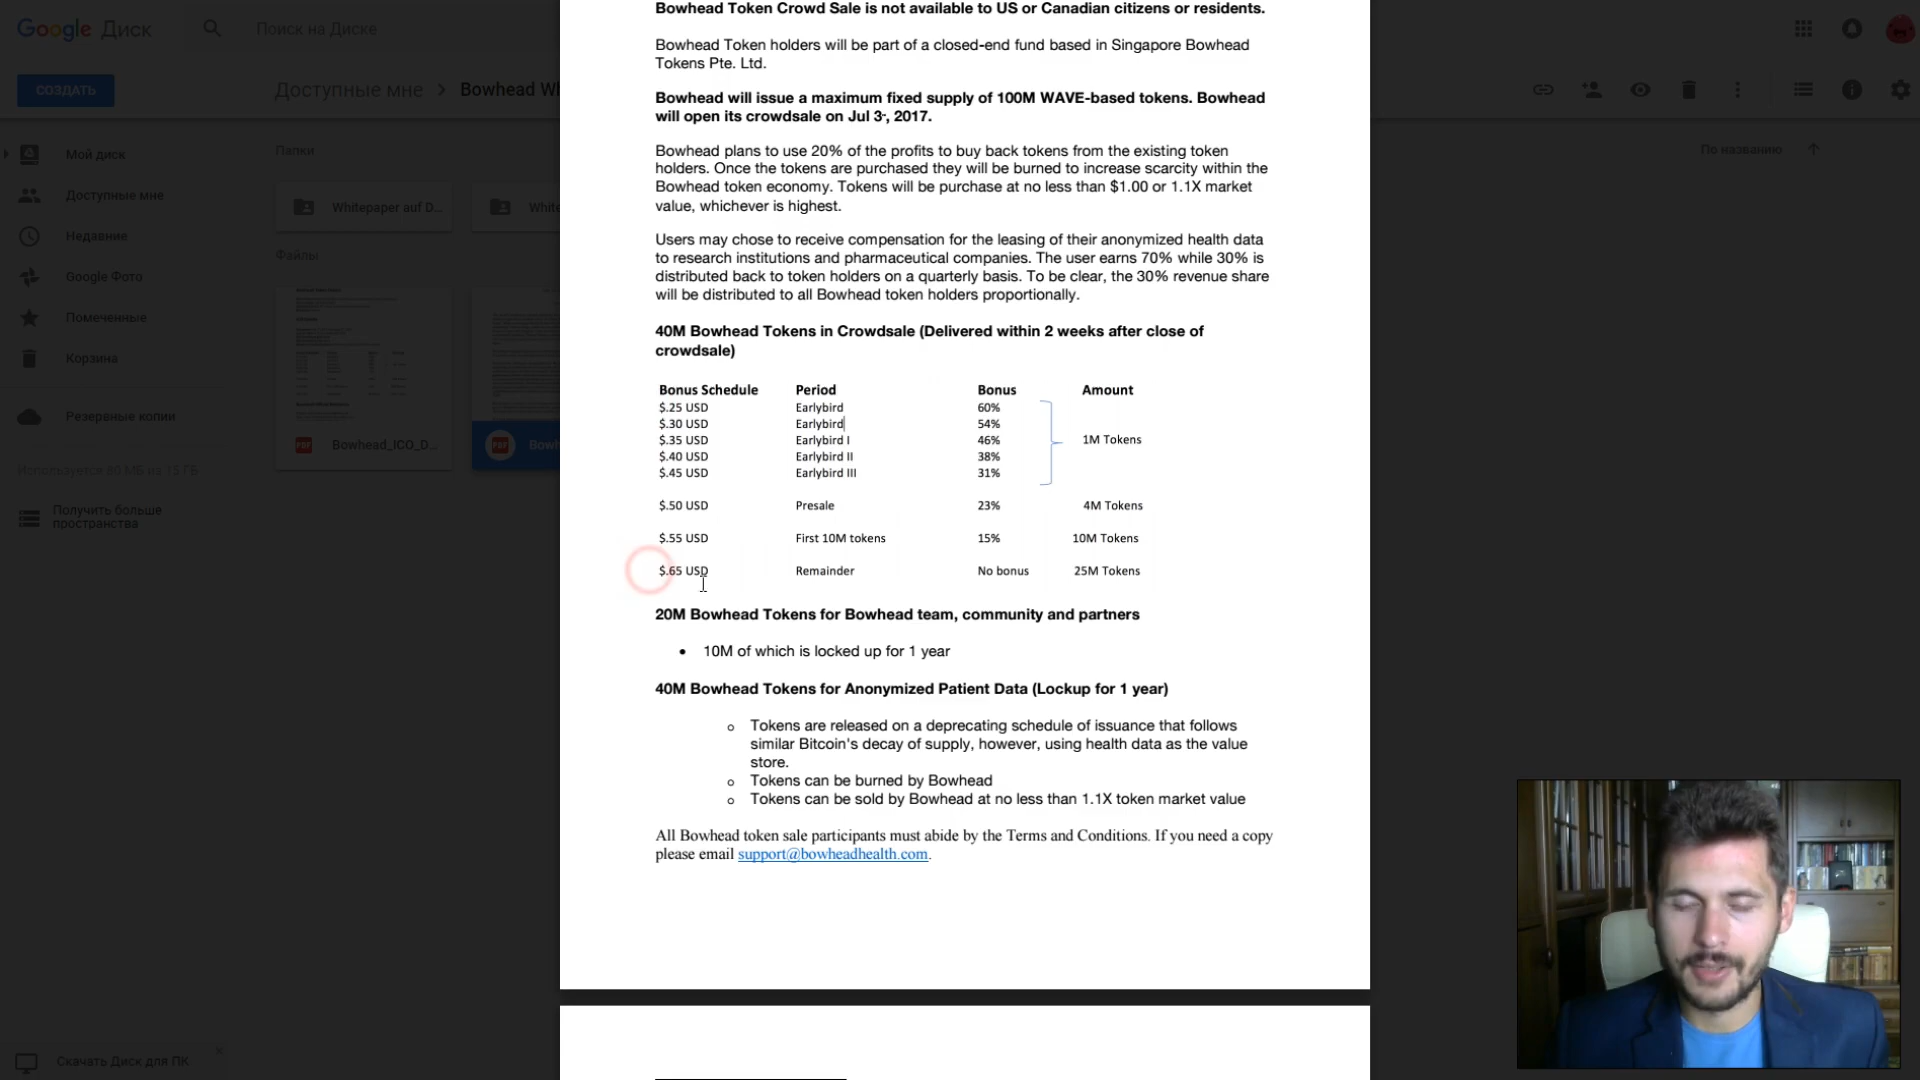 Bowhead Token Crowd Sale is not available to US or Canadian citizens or residents.
Google Диск
Поиск на Диске
Bowhead Token holders will be part of a closed-end fund based in Singapore Bowhead
Tokens Pte. Ltd.
СОЗДАТЬ
Доступные мне > Bowhead
Bowhead will issue a maximum fixed supply of 100M WAVE-based tokens. Bowhead
will open its crowdsale on Jul 3, 2017.
Мой диск
Доступные мне
Недавние
Google Фото
Помеченные
Корзина
Резервные копии
Получить больше
пространства
Папки
По названию
Whitepaper auf D...
Файлы
PDF
Bowhead_ICO_D...
PDF
Bowheadplans to use 20% of the profits to buy back tokens from the existing token
holders. Once the tokens are purchased they will be burned to increase scarcity within the
Bowhead token economy. Tokens will be purchase at no less than $1.00 or 1.1X market
value, whichever is highest.
Users may chose to receive compensation for the leasing of their anonymized health data
to research institutions and pharmaceutical companies. The user earns 70% while 30% is
distributed back to token holders on a quarterly basis. To be clear, the 30% revenue share
will be distributed to all Bowhead token holders proportionally.
40M Bowhead Tokens in Crowdsale (Delivered within 2 weeks after close of
crowdsale)
Bonus Schedule Period Bonus Amount
$.25 USD Earlybird 60%
$.30 USD Earlybird 54%
$.35 USD Earlybird I 46% 1M Tokens
$.40 USD Earlybird II 38%
$.45 USD Earlybird III 31%
$.50 USD Presale 23% 4M Tokens
$.55 USD First 10M tokens 15% 10M Tokens
$.65 USD Remainder No bonus 25M Tokens
20M Bowhead Tokens for Bowhead team, community and partners
• 10M of which is locked up for 1 year
40M Bowhead Tokens for Anonymized Patient Data (Lockup for 1 year)
o Tokens are released on a deprecating schedule of issuance that follows
similar Bitcoin's decay of supply, however, using health data as the value
store.
o Tokens can be burned by Bowhead
o Tokens can be sold by Bowhead at no less than 1.1X token market value
All Bowhead token sale participants must abide by the Terms and Conditions. If you need a copy
please email support@bowheadhealth.com.
Скачать Диск для ПК